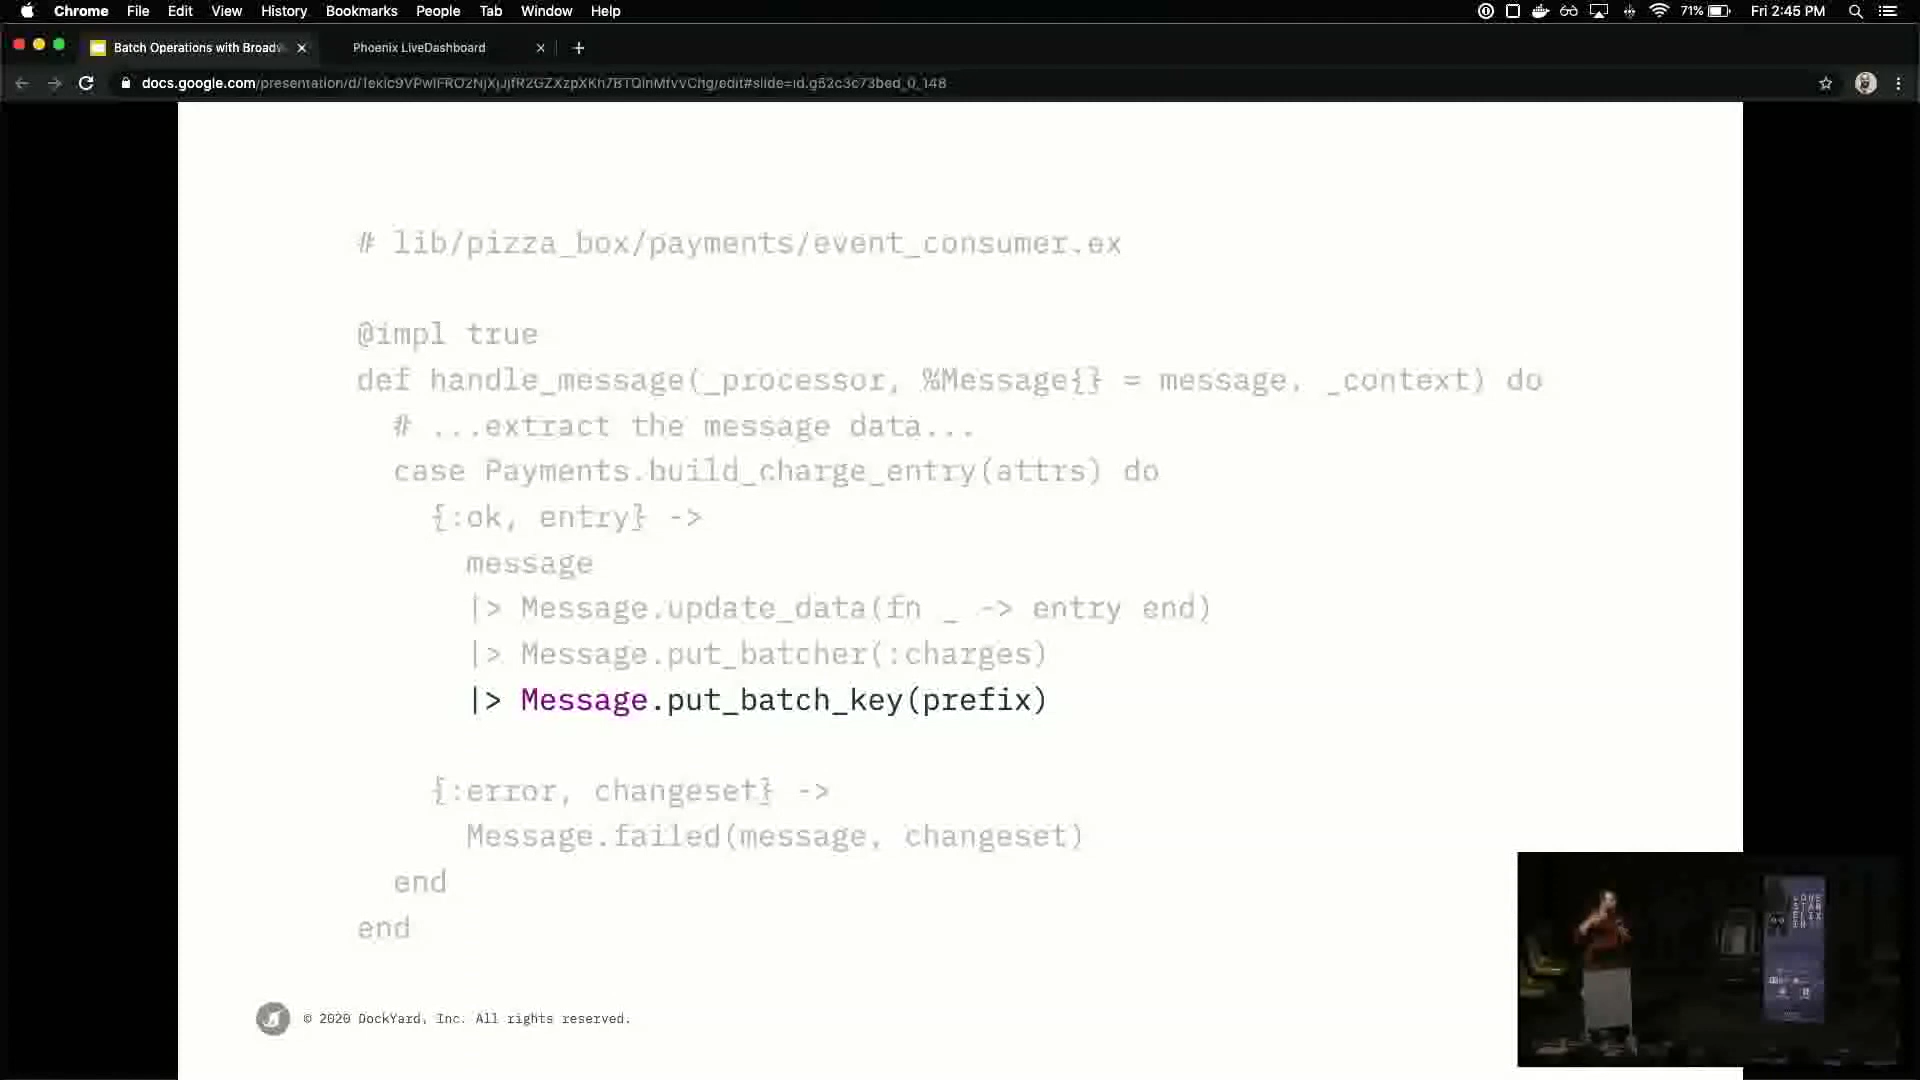 Chrome File Edit View History Bookmarks People Tab Window Help
71% Fri 2:45 PM
Batch Operations with Broadw
Phoenix LiveDashboard
# lib/pizza_box/payments/event_consumer.ex
@impl true
def handle_message(_processor, %Message{} = message, _context) do
# ...extract the message data...
case Payments.build_charge_entry(attrs) do
{:ok, entry} ->
message
|> Message.update_data(fn _ -> entry end)
|> Message.put_batcher(:charges)
|> Message.put_batch_key(prefix)
{:error, changeset} ->
Message.failed(message, changeset)
end
end
© 2020 DockYard, Inc. All rights reserved.